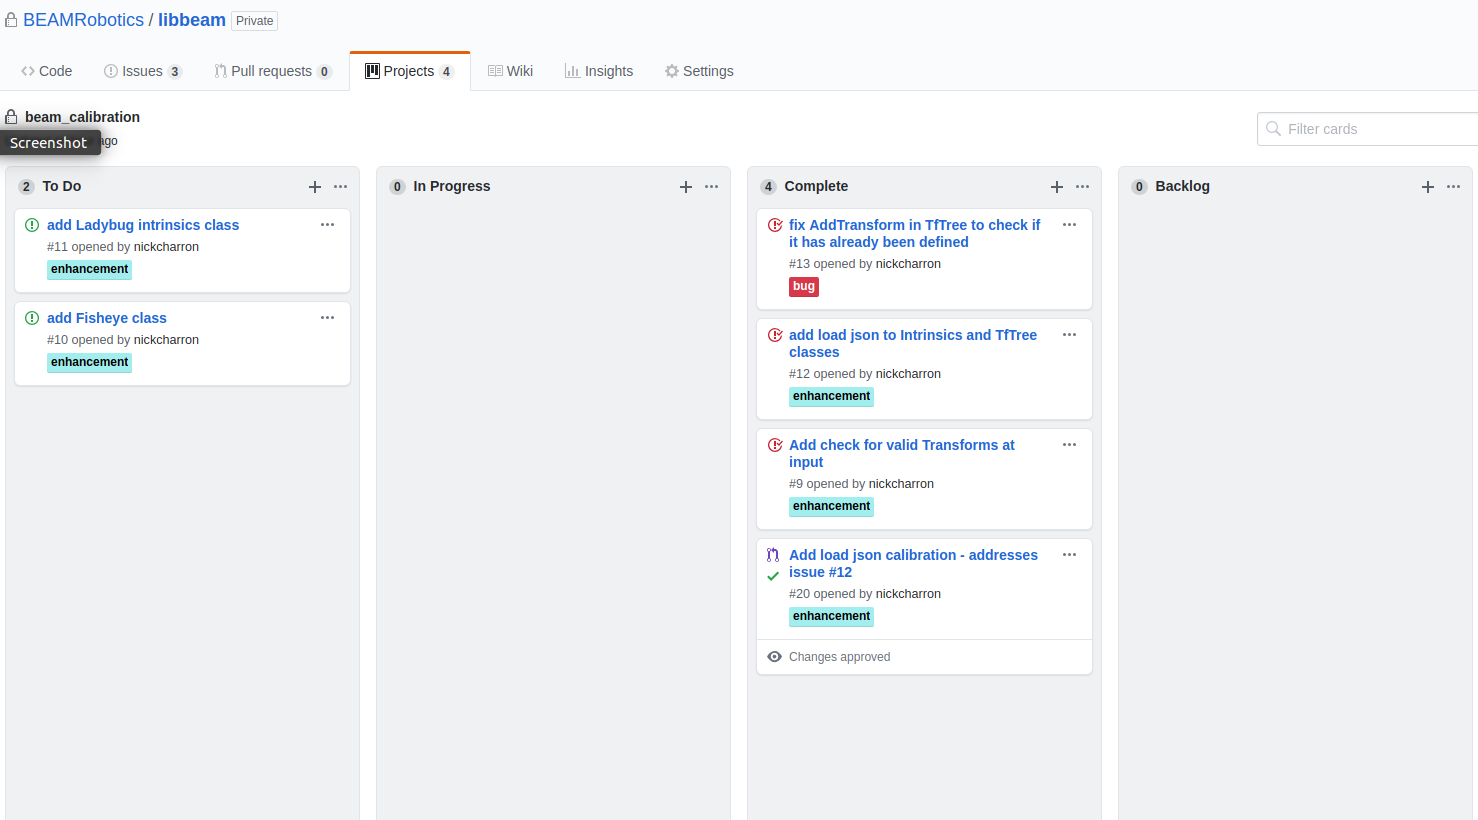 BEAMRobotics / libbeam Private
Code Issues 3 Pull requests 0 Projects 4 Wiki Insights Settings
beam_calibration
Filter cards
Screenshot ago
2 To Do
add Ladybug intrinsics class
#11 opened by nickcharron
enhancement
add Fisheye class
#10 opened by nickcharron
enhancement
0 In Progress
4 Complete
fix AddTransform in TfTree to check if
it has already been defined
#13 opened by nickcharron
bug
add load json to Intrinsics and TfTree
classes
#12 opened by nickcharron
enhancement
Add check for valid Transforms at
input
#9 opened by nickcharron
enhancement
Add load json calibration - addresses
issue #12
#20 opened by nickcharron
enhancement
Changes approved
0 Backlog